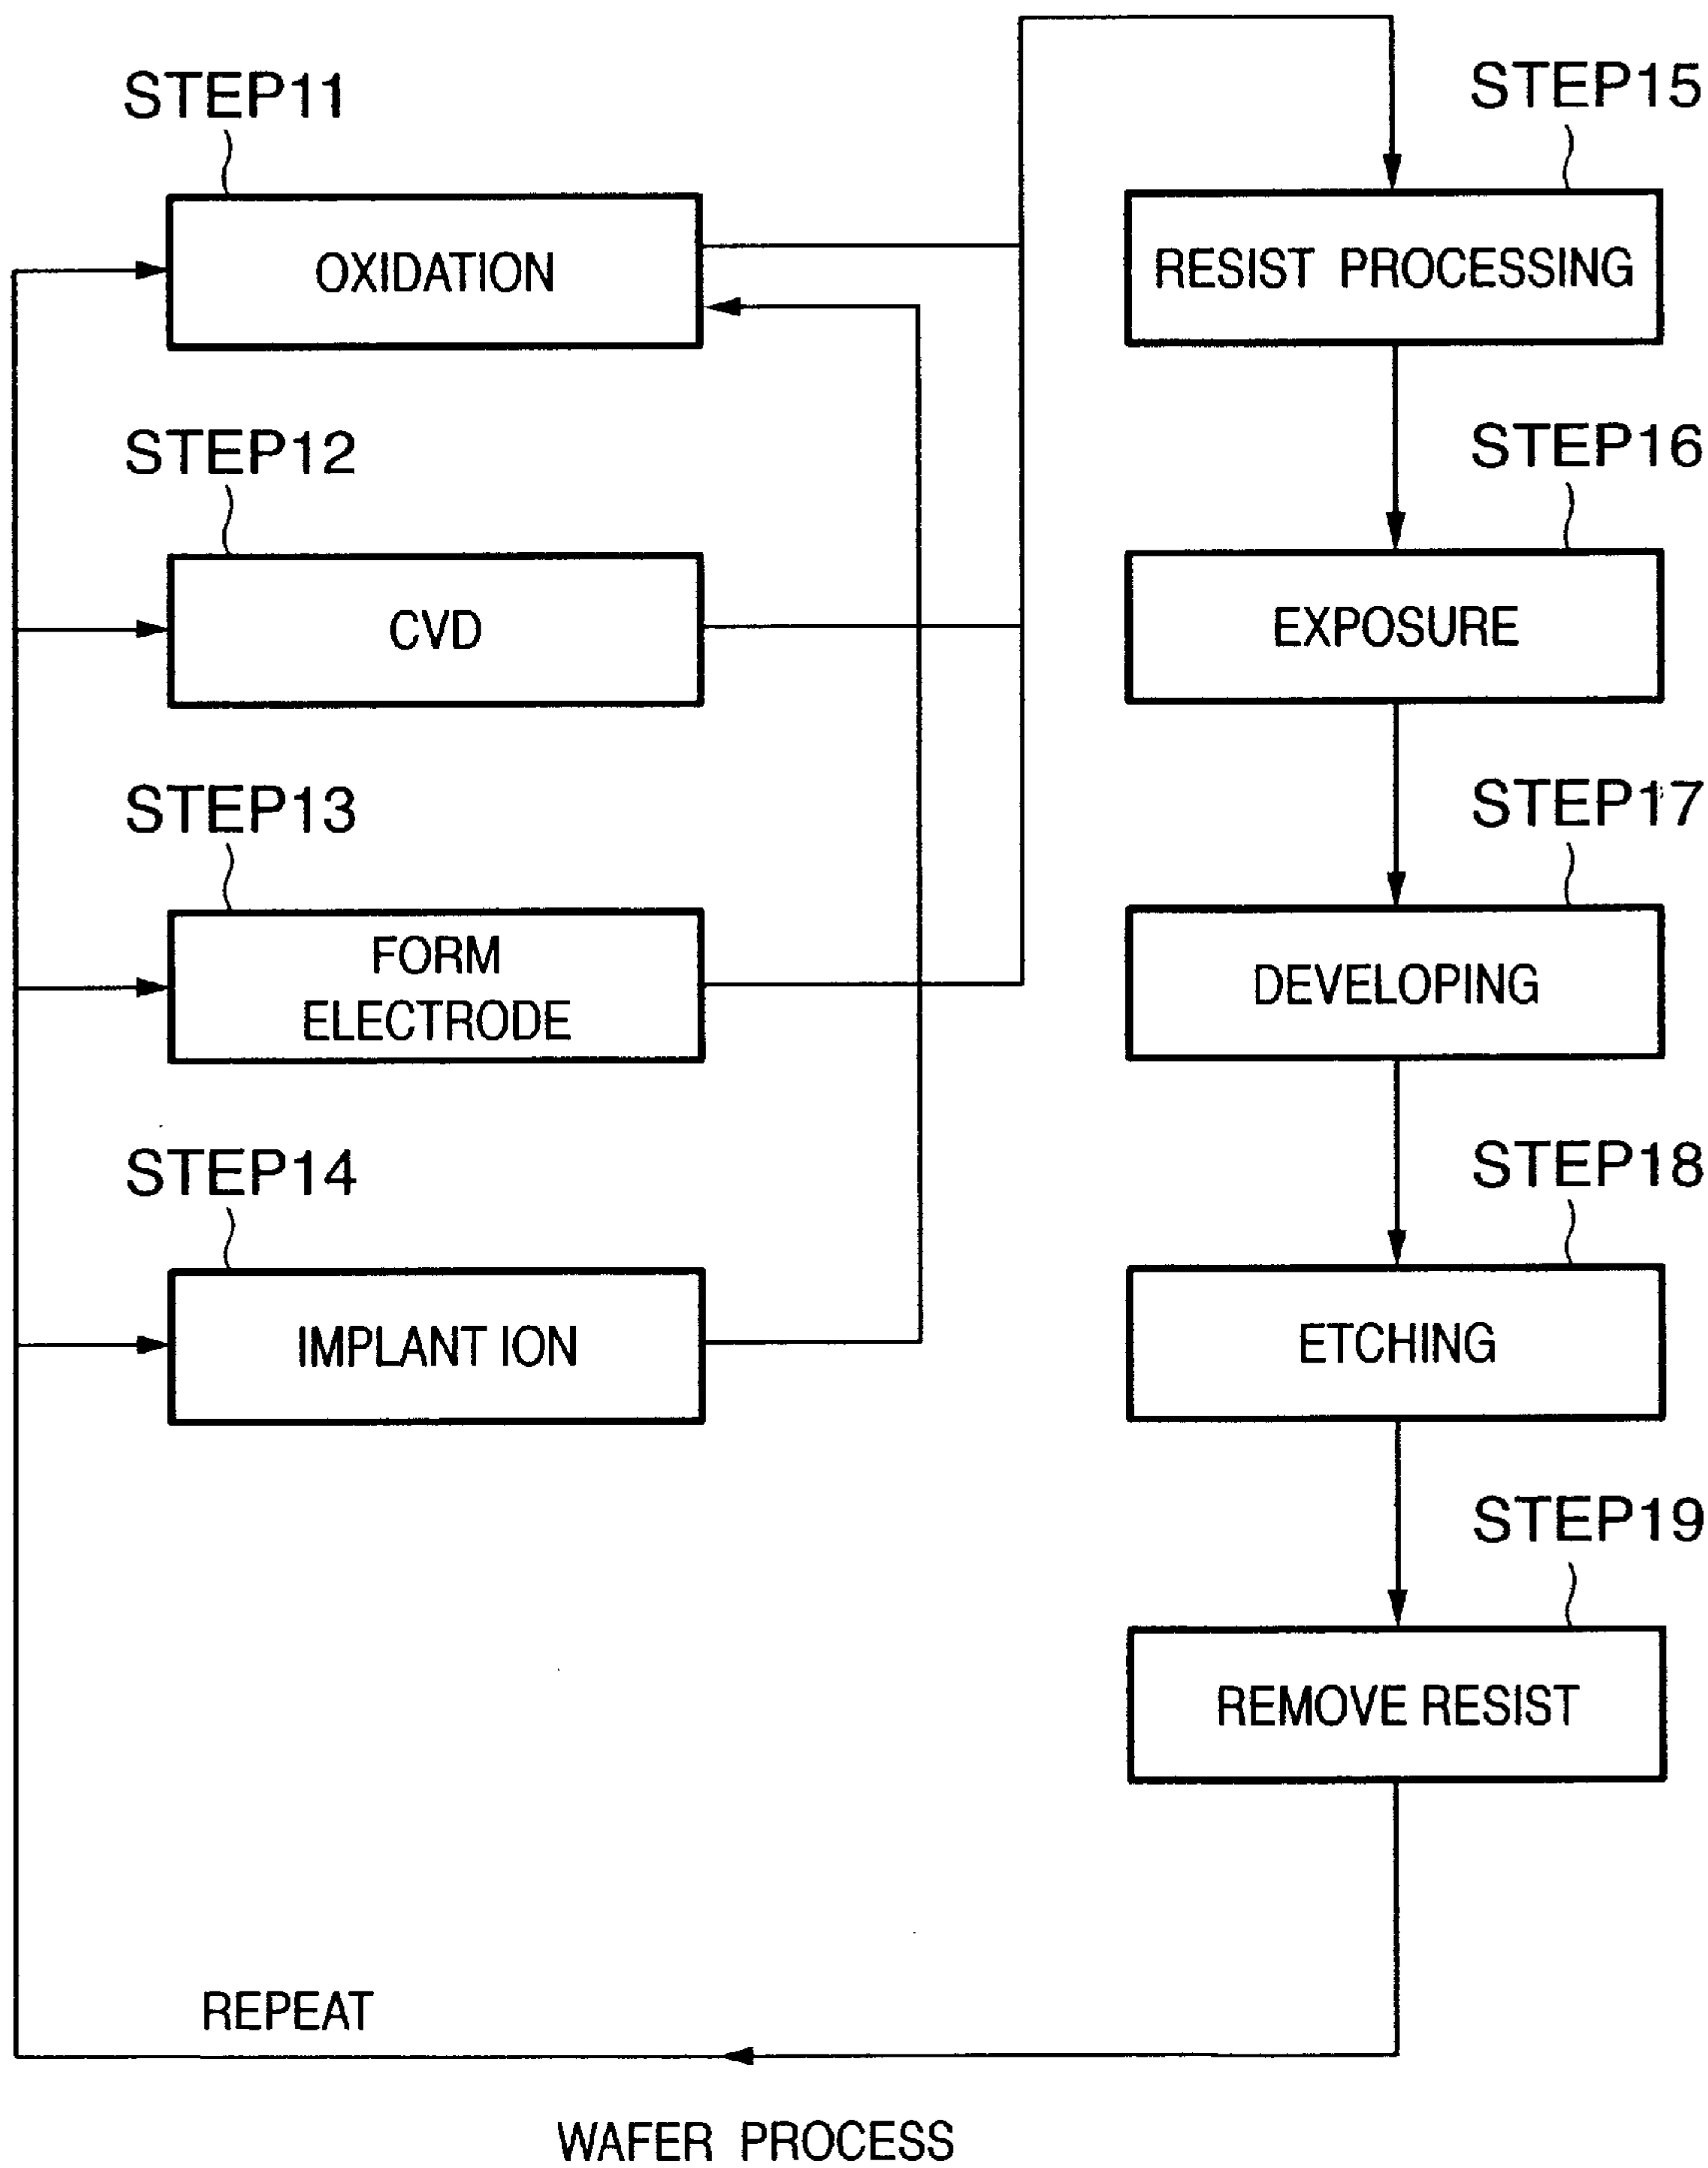 STEP11
OXIDATION
STEP12
CVD
STEP13
FORM
ELECTRODE
STEP14
IMPLANT ION
STEP15
RESIST PROCESSING
STEP16
EXPOSURE
STEP17
DEVELOPING
STEP18
ETCHING
STEP19
REMOVE RESIST
REPEAT
WAFER PROCESS